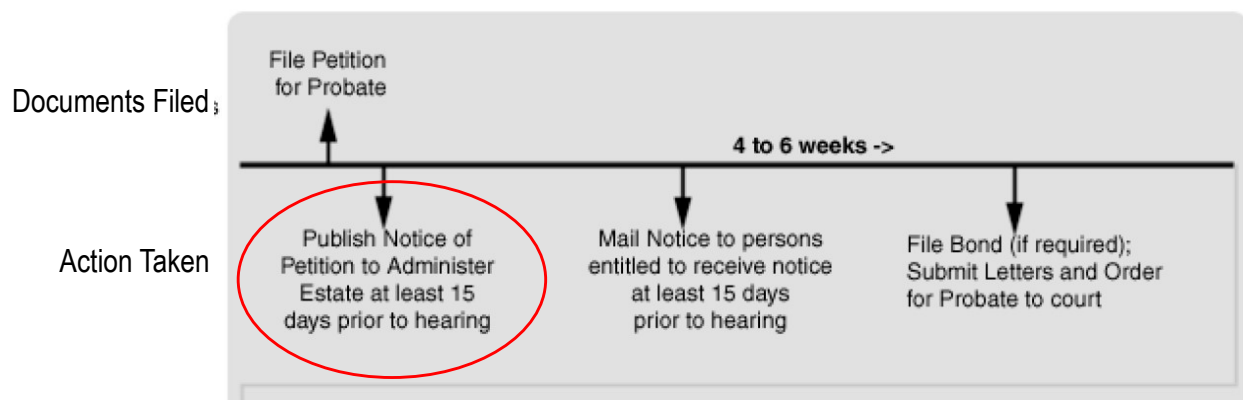 File Petition
for Probate
Documents Filed
4 to 6 weeks ->
Action Taken
Publish Notice of
Petition to Administer
Estate at least 15
days prior to hearing
Mail Notice to persons
entitled to receive notice
at least 15 days
prior to hearing
File Bond (if required);
Submit Letters and Order
for Probate to court